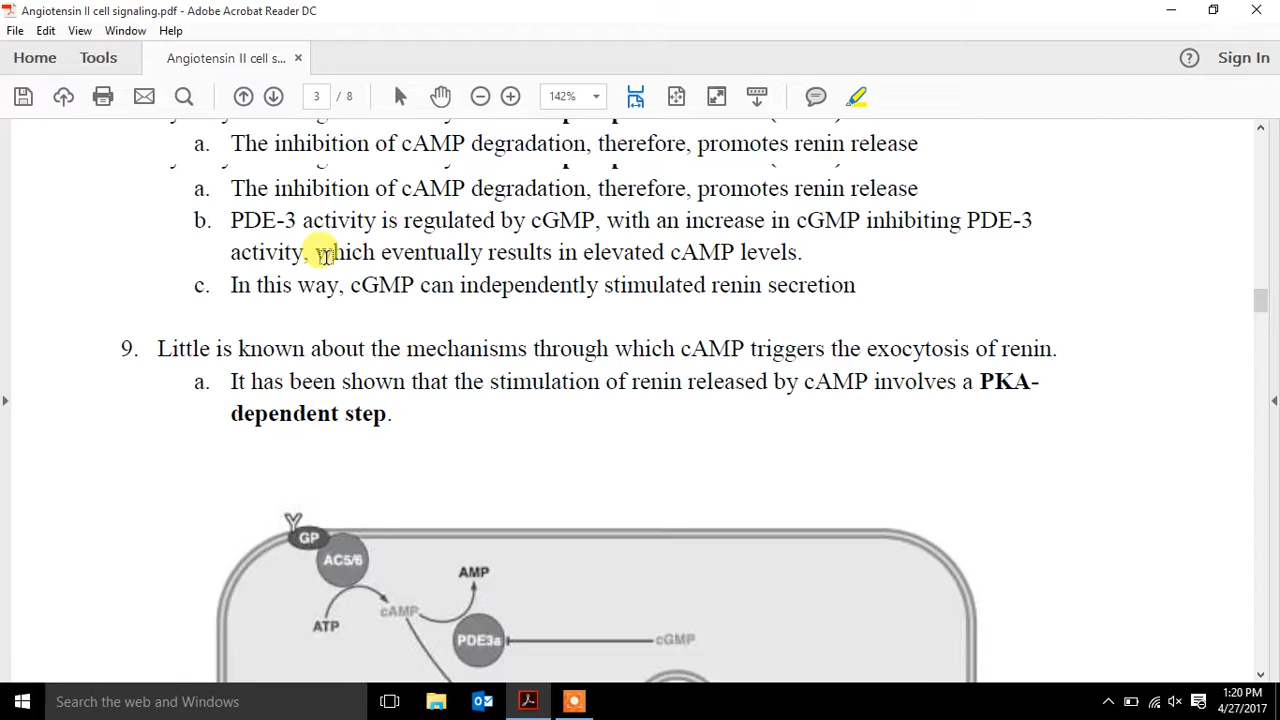 Angiotensin II cell signaling.pdf - Adobe Acrobat Reader DC
File Edit View Window Help
Home Tools Angiotensin II cell s... × ? Sign In
3 / 8 142%
a. The inhibition of cAMP degradation, therefore, promotes renin release
a. The inhibition of cAMP degradation, therefore, promotes renin release
b. PDE-3 activity is regulated by cGMP, with an increase in cGMP inhibiting PDE-3
activity, which eventually results in elevated cAMP levels.
c. In this way, cGMP can independently stimulated renin secretion
9. Little is known about the mechanisms through which cAMP triggers the exocytosis of renin.
a. It has been shown that the stimulation of renin released by cAMP involves a PKA-
dependent step.
GP
AC5/6
AMP
cAMP
ATP
PDE3a
cGMP
Search the web and Windows
1:20 PM
4/27/2017